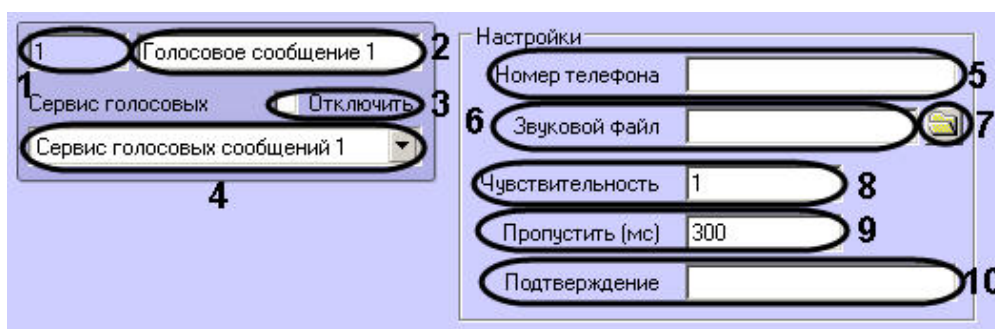 1 Голосовое сообщение 1 2
1
Сервис голосовых Отключить 3
Сервис голосовых сообщений 1
4
Настройки
Номер телефона 5
6 Звуковой файл 7
Чувствительность 1 8
Пропустить (мс) 300 9
Подтверждение 10